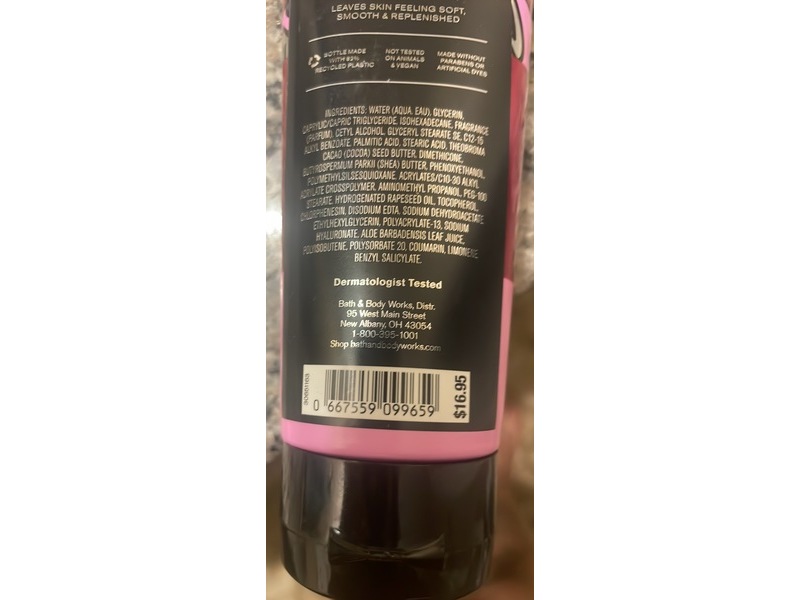 LEAVES SKIN FEELING SOFT,
SMOOTH & REPLENISHED
BOTTLE MADE
WITH 93%
RECYCLED PLASTIC
NOT TESTED
ON ANIMALS
& VEGAN
MADE WITHOUT
PARABENS OR
ARTIFICIAL DYES
INGREDIENTS: WATER (AQUA, EAU), GLYCERIN,
CAPRYLIC/CAPRIC TRIGLYCERIDE, ISOHEXADECANE, FRAGRANCE
(PARFUM), CETYL ALCOHOL, GLYCERYL STEARATE SE, C12-15
ALKYL BENZOATE, PALMITIC ACID, STEARIC ACID, THEOBROMA
CACAO (COCOA) SEED BUTTER, DIMETHICONE,
BUTYROSPERMUM PARKII (SHEA) BUTTER, PHENOXYETHANOL,
POLYMETHYLSILSESQUIOXANE, ACRYLATES/C10-30 ALKYL
ACRYLATE CROSSPOLYMER, AMINOMETHYL PROPANOL, PEG-100
STEARATE, HYDROGENATED RAPESEED OIL, TOCOPHEROL,
CHLORPHENESIN, DISODIUM EDTA, SODIUM DEHYDROACETATE,
ETHYLHEXYLGLYCERIN, POLYACRYLATE-13, SODIUM
HYALURONATE, ALOE BARBADENSIS LEAF JUICE,
POLYISOBUTENE, POLYSORBATE 20, COUMARIN, LIMONENE,
BENZYL SALICYLATE.
Dermatologist Tested
Bath & Body Works, Distr.
95 West Main Street
New Albany, OH 43054
1-800-395-1001
Shop bathandbodyworks.com
0 667559 099659
$16.95